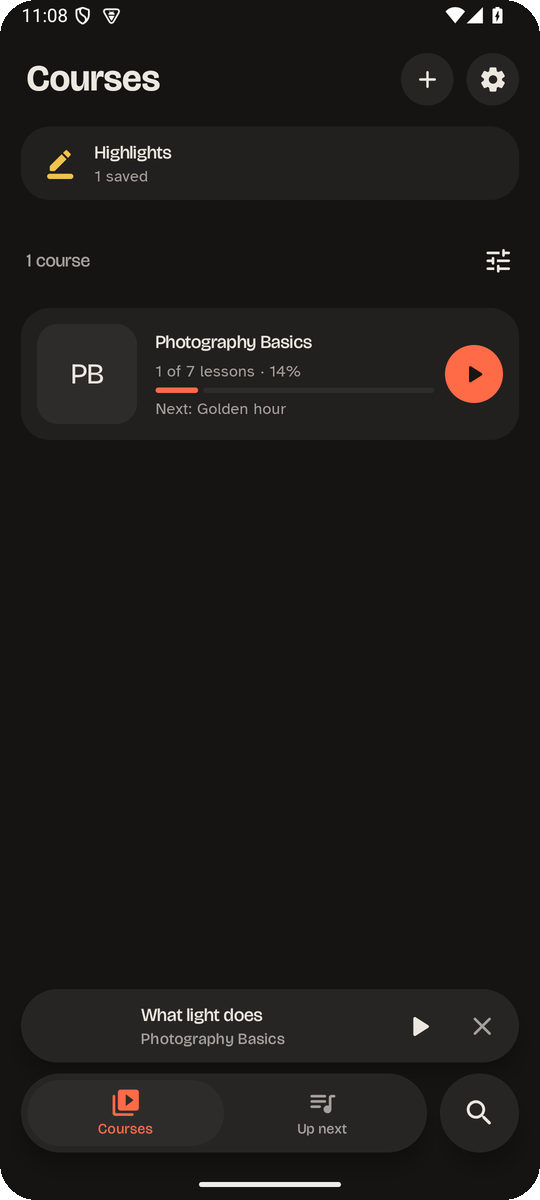 11:08
Courses
Highlights
1 saved
1 course
PB
Photography Basics
1 of 7 lessons · 14%
Next: Golden hour
What light does
Photography Basics
Courses
Up next